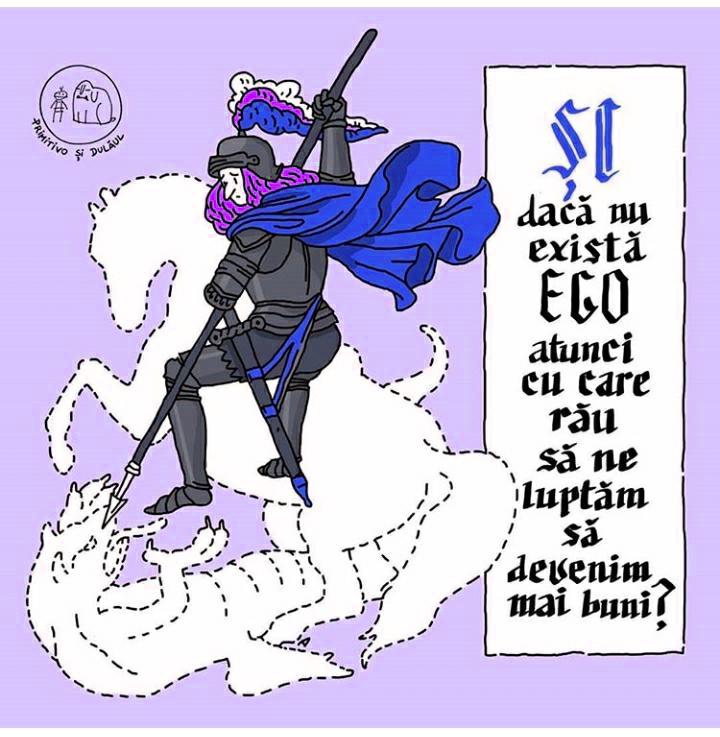 PRIMITIVO ȘI DULĂUL
ȘI
dacă nu
există
EGO
atunci
cu care
rău
să ne
luptăm
să
devenim
mai buni?